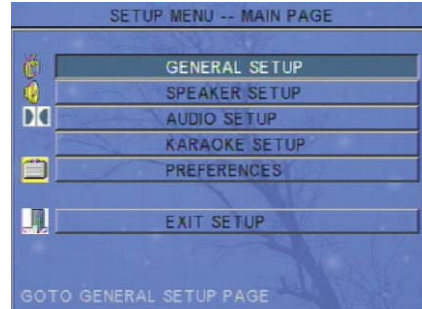 SETUP MENU -- MAIN PAGE
GENERAL SETUP
SPEAKER SETUP
AUDIO SETUP
KARAOKE SETUP
PREFERENCES
EXIT SETUP
GOTO GENERAL SETUP PAGE